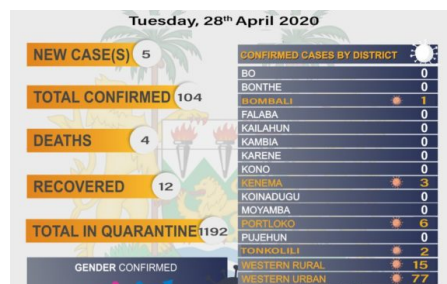 Tuesday, 28th April 2020
NEW CASE(S) 5
TOTAL CONFIRMED 104
DEATHS 4
RECOVERED 12
TOTAL IN QUARANTINE 1192
GENDER CONFIRMED
CONFIRMED CASES BY DISTRICT
BO 0
BONTHE 0
BOMBALI 1
FALABA 0
KAILAHUN 0
KAMBIA 0
KARENE 0
KONO 0
KENEMA 3
KOINADUGU 0
MOYAMBA 0
PORTLOKO 6
PUJEHUN 0
TONKOLILI 2
WESTERN RURAL 15
WESTERN URBAN 77